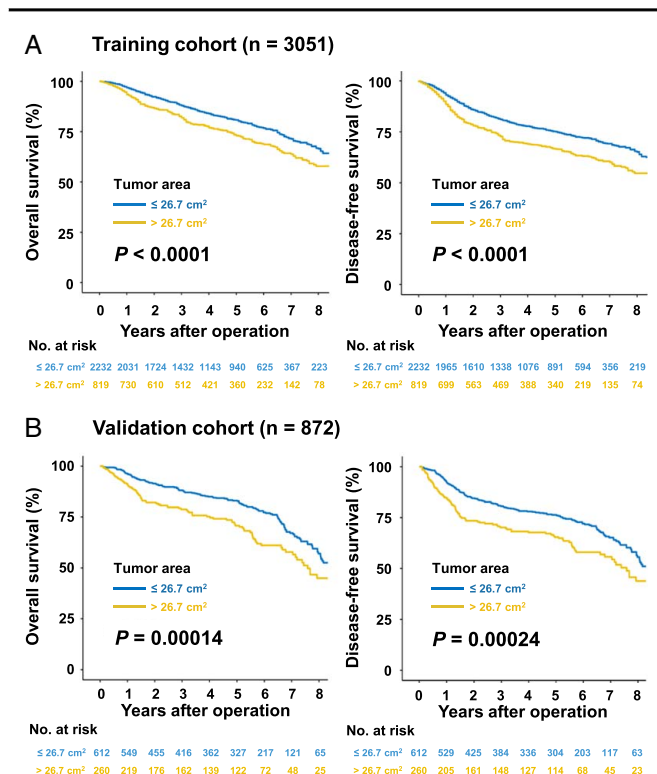 A Training cohort (n = 3051)
Overall survival (%)
100
75
50
25
0
Tumor area
≤ 26.7 cm²
> 26.7 cm²
P < 0.0001
0 1 2 3 4 5 6 7 8
Years after operation
No. at risk
≤ 26.7 cm² 2232 2031 1724 1432 1143 940 625 367 223
> 26.7 cm² 819 730 610 512 421 360 232 142 78
Disease-free survival (%)
100
75
50
25
0
Tumor area
≤ 26.7 cm²
> 26.7 cm²
P < 0.0001
0 1 2 3 4 5 6 7 8
Years after operation
No. at risk
≤ 26.7 cm² 2232 1965 1610 1338 1076 891 594 356 219
> 26.7 cm² 819 699 563 469 388 340 219 135 74
B Validation cohort (n = 872)
Overall survival (%)
100
75
50
25
0
Tumor area
≤ 26.7 cm²
> 26.7 cm²
P = 0.00014
0 1 2 3 4 5 6 7 8
Years after operation
No. at risk
≤ 26.7 cm² 612 549 455 416 362 327 217 121 65
> 26.7 cm² 260 219 176 162 139 122 72 48 25
Disease-free survival (%)
100
75
50
25
0
Tumor area
≤ 26.7 cm²
> 26.7 cm²
P = 0.00024
0 1 2 3 4 5 6 7 8
Years after operation
No. at risk
≤ 26.7 cm² 612 529 425 384 336 304 203 117 63
> 26.7 cm² 260 205 161 148 127 114 68 45 23